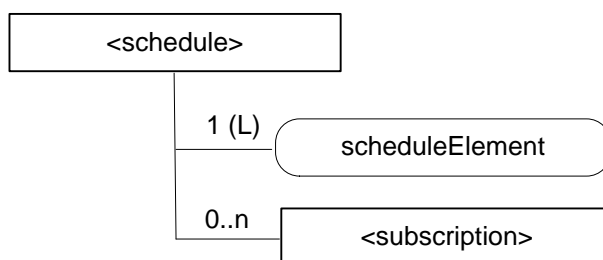 <schedule>
1 (L)
scheduleElement
0..n
<subscription>